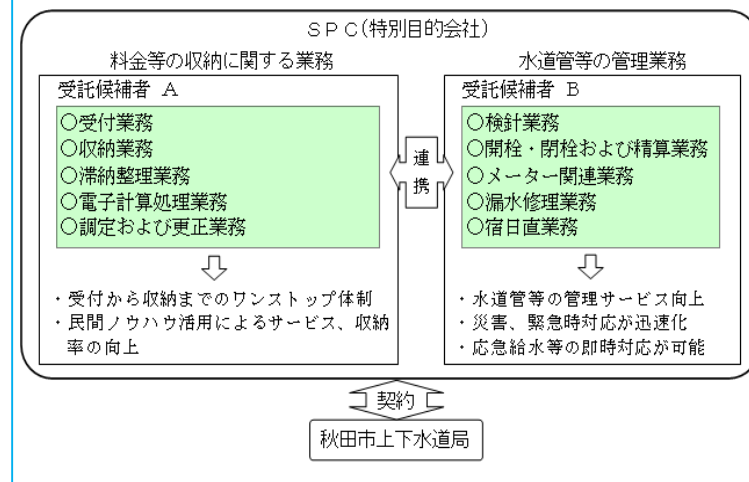 ＳＰＣ(特別目的会社)
料金等の収納に関する業務
受託候補者 Ａ
○受付業務
○収納業務
○滞納整理業務
○電子計算処理業務
○調定および更正業務
・受付から収納までのワンストップ体制
・民間ノウハウ活用によるサービス、収納
率の向上
連
携
水道管等の管理業務
受託候補者 Ｂ
○検針業務
○開栓・閉栓および精算業務
○メーター関連業務
○漏水修理業務
○宿日直業務
・水道管等の管理サービス向上
・災害、緊急時対応が迅速化
・応急給水等の即時対応が可能
契約
秋田市上下水道局